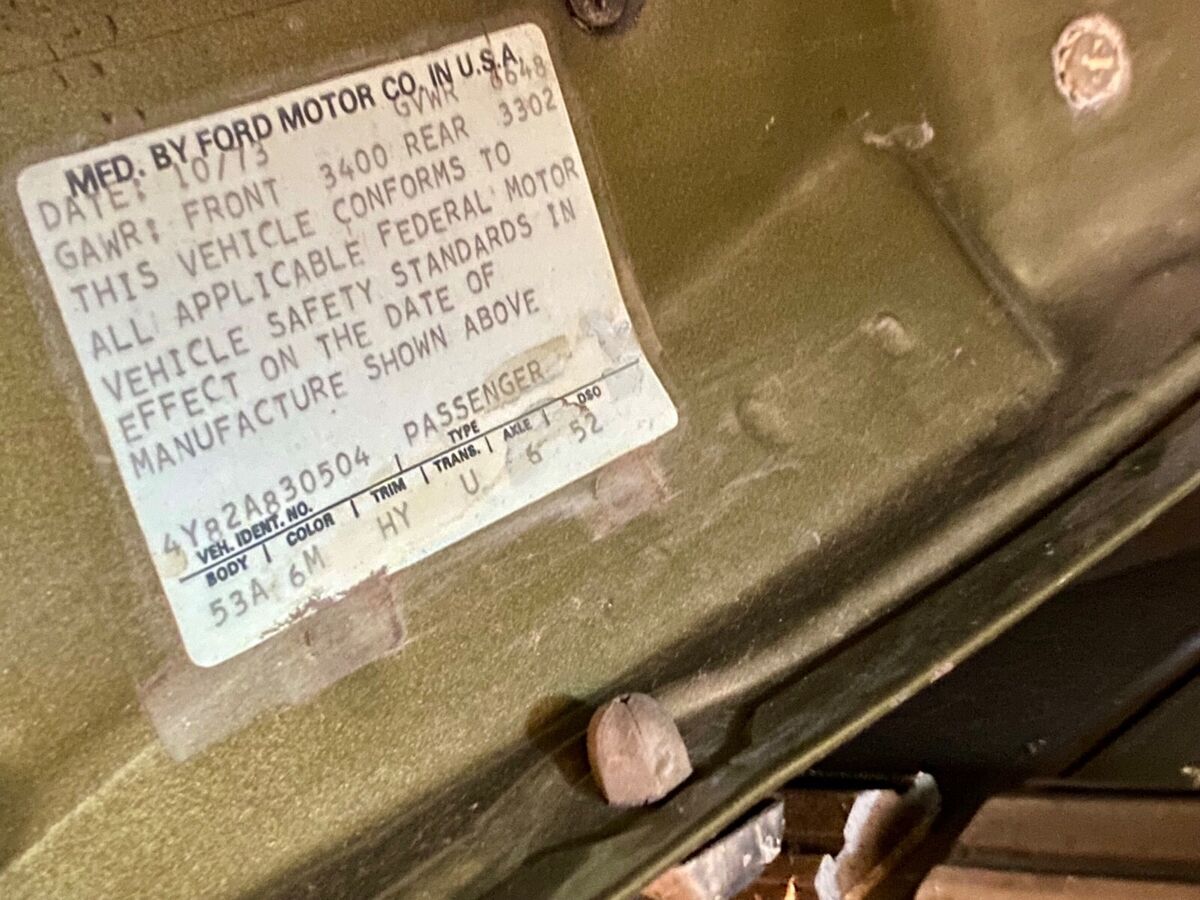 MFD. BY FORD MOTOR CO. IN U.S.A.
DATE: 10/73 GVWR 6648
GAWR: FRONT 3400 REAR 3302
THIS VEHICLE CONFORMS TO
ALL APPLICABLE FEDERAL MOTOR
VEHICLE SAFETY STANDARDS IN
EFFECT ON THE DATE OF
MANUFACTURE SHOWN ABOVE
4Y82A830504 PASSENGER
VEH. IDENT. NO. | TYPE
BODY | COLOR | TRIM | TRANS. | AXLE | DSO
53A 6M HY U 6 52